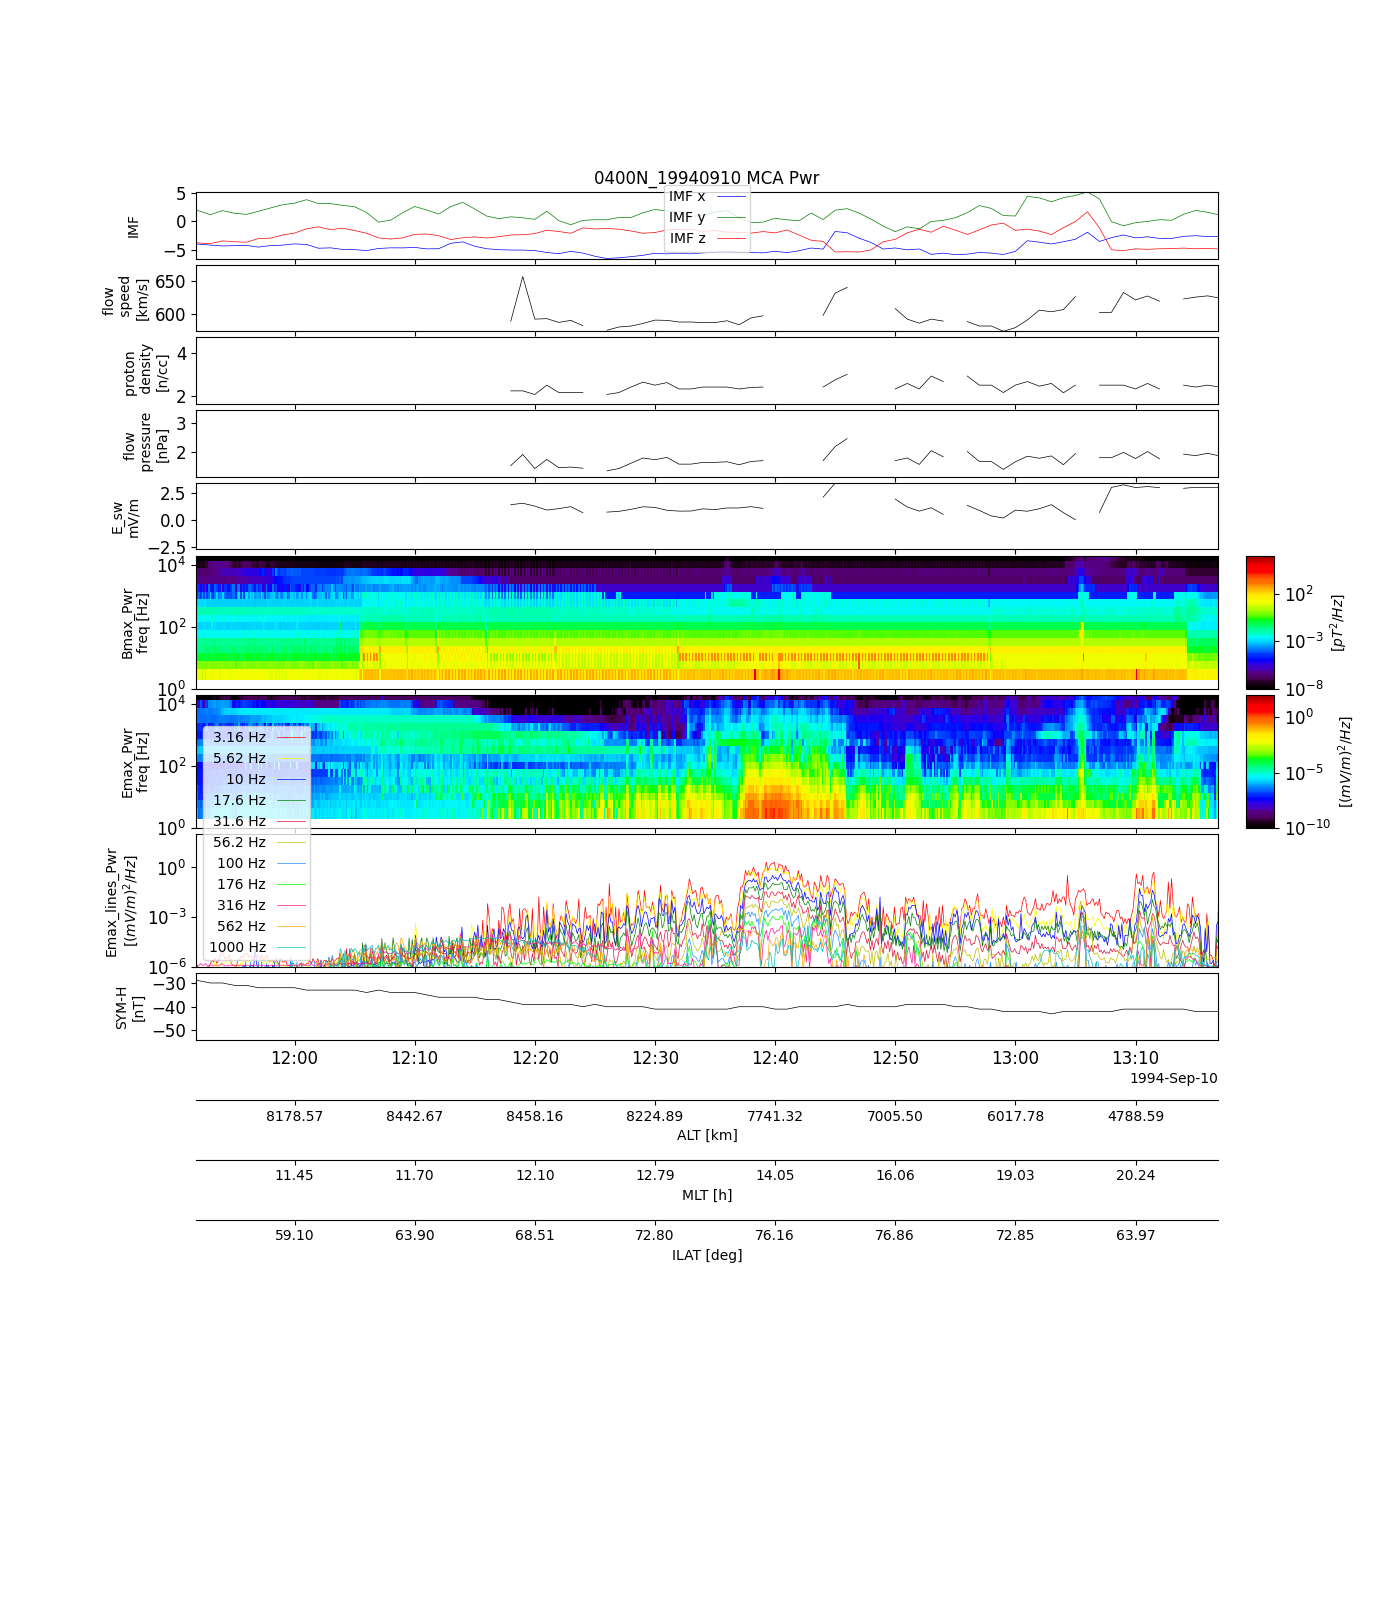 0400N_19940910 MCA Pwr
IMF
5
0
−5
IMF x
IMF y
IMF z
flow
speed
[km/s]
650
600
proton
density
[n/cc]
4
2
flow
pressure
[nPa]
3
2
E_sw
mV/m
2.5
0.0
−2.5
Bmax_Pwr
freq [Hz]
10^4
10^2
10^0
10^2
10^−3
10^−8
[pT^2/Hz]
Emax_Pwr
freq [Hz]
10^4
10^2
10^0
10^0
10^−5
10^−10
[(mV/m)^2/Hz]
3.16 Hz
5.62 Hz
10 Hz
17.6 Hz
31.6 Hz
56.2 Hz
100 Hz
176 Hz
316 Hz
562 Hz
1000 Hz
Emax_lines_Pwr
[(mV/m)^2/Hz]
10^0
10^−3
10^−6
SYM-H
[nT]
−30
−40
−50
12:00 12:10 12:20 12:30 12:40 12:50 13:00 13:10
1994-Sep-10
8178.57 8442.67 8458.16 8224.89 7741.32 7005.50 6017.78 4788.59
ALT [km]
11.45 11.70 12.10 12.79 14.05 16.06 19.03 20.24
MLT [h]
59.10 63.90 68.51 72.80 76.16 76.86 72.85 63.97
ILAT [deg]